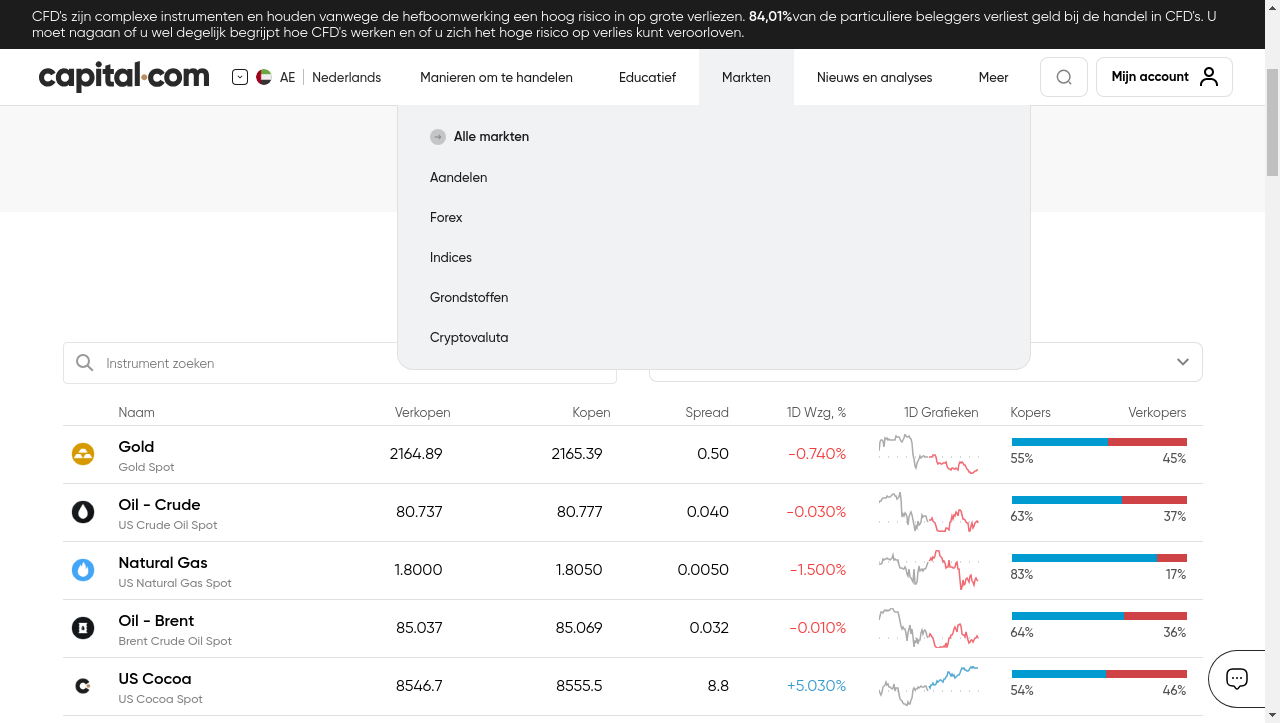 CFD's zijn complexe instrumenten en houden vanwege de hefboomwerking een hoog risico in op grote verliezen. 84,01%van de particuliere beleggers verliest geld bij de handel in CFD's. U
moet nagaan of u wel degelijk begrijpt hoe CFD's werken en of u zich het hoge risico op verlies kunt veroorloven.
capital.com AE Nederlands Manieren om te handelen Educatief Markten Nieuws en analyses Meer Mijn account
Alle markten
Aandelen
Forex
Indices
Grondstoffen
Cryptovaluta
Instrument zoeken
Naam Verkopen Kopen Spread 1D Wzg, % 1D Grafieken Kopers Verkopers
Gold 2164.89 2165.39 0.50 -0.740%
Gold Spot 55% 45%
Oil - Crude 80.737 80.777 0.040 -0.030%
US Crude Oil Spot 63% 37%
Natural Gas 1.8000 1.8050 0.0050 -1.500%
US Natural Gas Spot 83% 17%
Oil - Brent 85.037 85.069 0.032 -0.010%
Brent Crude Oil Spot 64% 36%
US Cocoa 8546.7 8555.5 8.8 +5.030%
US Cocoa Spot 54% 46%